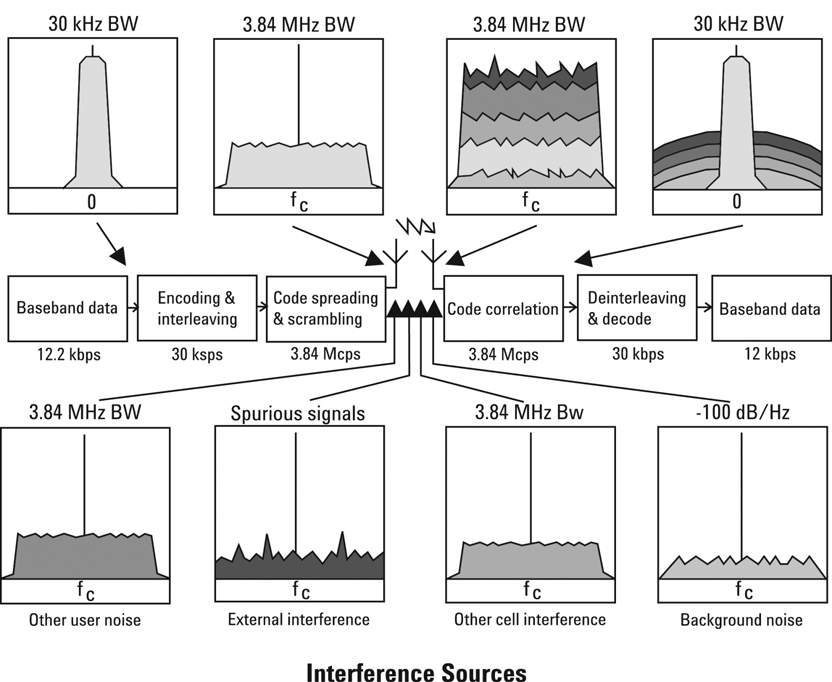 30 kHz BW
3.84 MHz BW
3.84 MHz BW
30 kHz BW
0
fc
fc
0
Baseband data
Encoding &
interleaving
Code spreading
& scrambling
Code correlation
Deinterleaving
& decode
Baseband data
12.2 kbps
30 ksps
3.84 Mcps
3.84 Mcps
30 kbps
12 kbps
3.84 MHz BW
Spurious signals
3.84 MHz Bw
-100 dB/Hz
fc
fc
fc
fc
Other user noise
External interference
Other cell interference
Background noise
Interference Sources